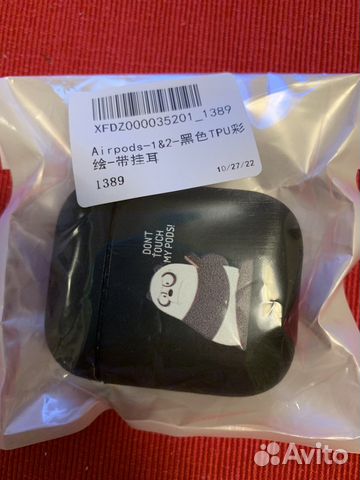 XFDZ000035201_1389
Airpods-1&2-黑色TPU彩
绘-带挂耳
1389
10/27/22
DON'T
TOUCH
MY PODS!
Avito